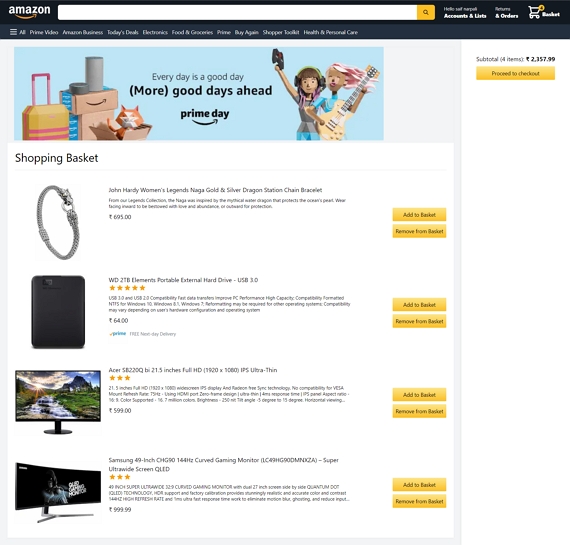 amazon
Hello saif narpali
Accounts & Lists
Returns
& Orders
4
Basket
All Prime Video Amazon Business Today's Deals Electronics Food & Groceries Prime Buy Again Shopper Toolkit Health & Personal Care
Every day is a good day
(More) good days ahead
prime day
Subtotal (4 items): ₹ 2,357.99
Proceed to checkout
Shopping Basket
John Hardy Women's Legends Naga Gold & Silver Dragon Station Chain Bracelet
From our Legends Collection, the Naga was inspired by the mythical water dragon that protects the ocean's pearl. Wear
facing inward to be bestowed with love and abundance, or outward for protection.
₹ 695.00
Add to Basket
Remove from Basket
WD 2TB Elements Portable External Hard Drive - USB 3.0
USB 3.0 and USB 2.0 Compatibility Fast data transfers Improve PC Performance High Capacity; Compatibility Formatted
NTFS for Windows 10, Windows 8.1, Windows 7; Reformatting may be required for other operating systems; Compatibility
may vary depending on user's hardware configuration and operating system
₹ 64.00
prime FREE Next-day Delivery
Add to Basket
Remove from Basket
Acer SB220Q bi 21.5 inches Full HD (1920 x 1080) IPS Ultra-Thin
21. 5 inches Full HD (1920 x 1080) widescreen IPS display And Radeon free Sync technology. No compatibility for VESA
Mount Refresh Rate: 75Hz - Using HDMI port Zero-frame design | ultra-thin | 4ms response time | IPS panel Aspect ratio -
16: 9. Color Supported - 16. 7 million colors. Brightness - 250 nit Tilt angle -5 degree to 15 degree. Horizontal viewing...
₹ 599.00
Add to Basket
Remove from Basket
Samsung 49-Inch CHG90 144Hz Curved Gaming Monitor (LC49HG90DMNXZA) – Super
Ultrawide Screen QLED
49 INCH SUPER ULTRAWIDE 32:9 CURVED GAMING MONITOR with dual 27 inch screen side by side QUANTUM DOT
(QLED) TECHNOLOGY, HDR support and factory calibration provides stunningly realistic and accurate color and contrast
144HZ HIGH REFRESH RATE and 1ms ultra fast response time work to eliminate motion blur, ghosting, and reduce input...
₹ 999.99
QLED
GAMING
MONITOR
Add to Basket
Remove from Basket